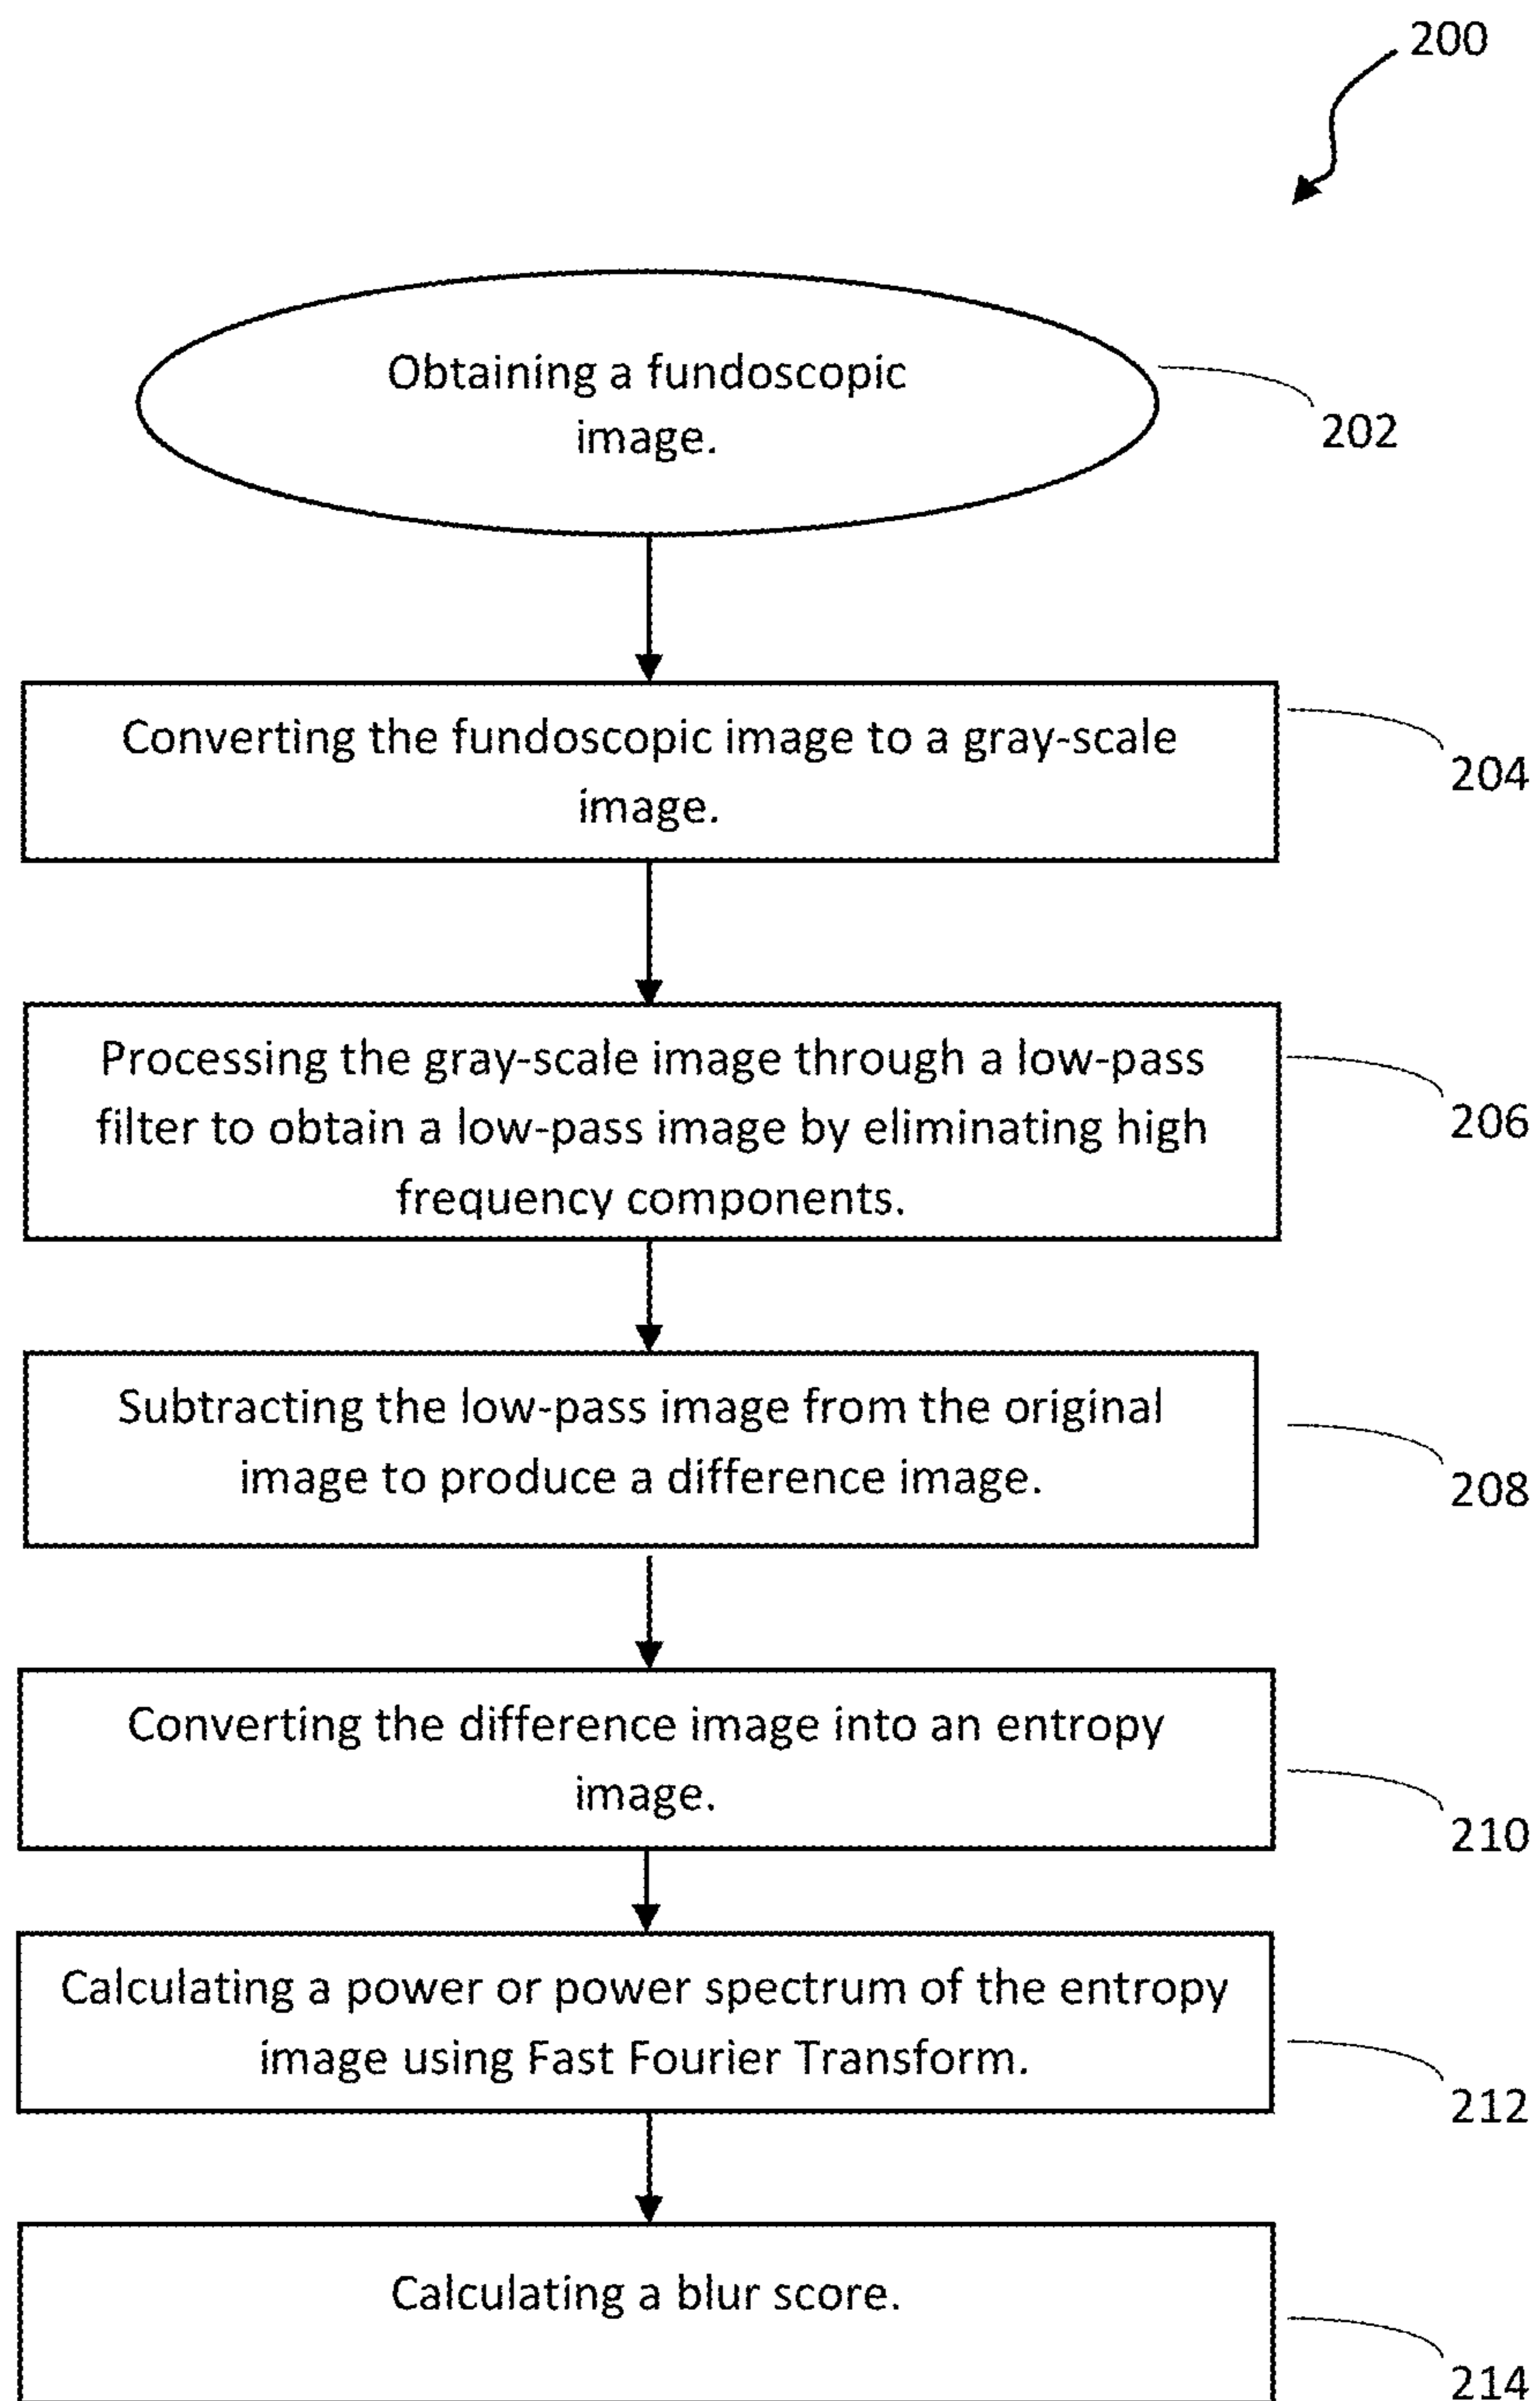 200
Obtaining a fundoscopic
image.
202
Converting the fundoscopic image to a gray-scale
image.
204
Processing the gray-scale image through a low-pass
filter to obtain a low-pass image by eliminating high
frequency components.
206
Subtracting the low-pass image from the original
image to produce a difference image.
208
Converting the difference image into an entropy
image.
210
Calculating a power or power spectrum of the entropy
image using Fast Fourier Transform.
212
Calculating a blur score.
214